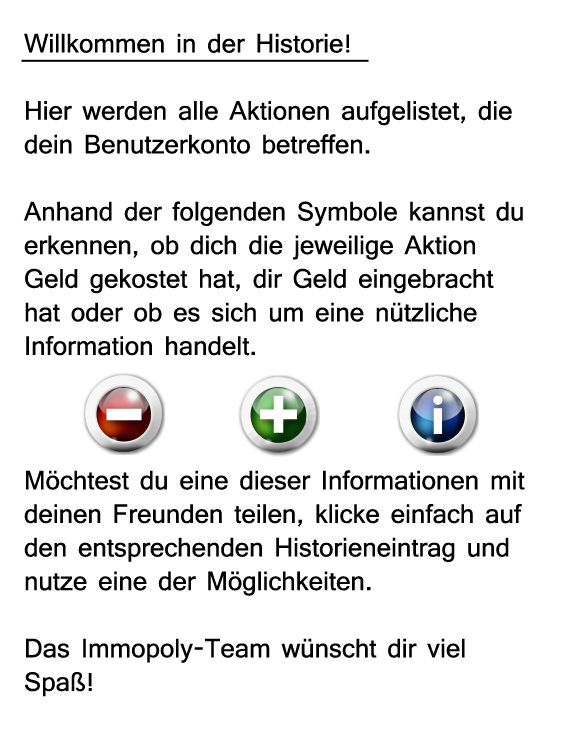 Willkommen in der Historie!
Hier werden alle Aktionen aufgelistet, die
dein Benutzerkonto betreffen.
Anhand der folgenden Symbole kannst du
erkennen, ob dich die jeweilige Aktion
Geld gekostet hat, dir Geld eingebracht
hat oder ob es sich um eine nützliche
Information handelt.
Möchtest du eine dieser Informationen mit
deinen Freunden teilen, klicke einfach auf
den entsprechenden Historieneintrag und
nutze eine der Möglichkeiten.
Das Immopoly-Team wünscht dir viel
Spaß!